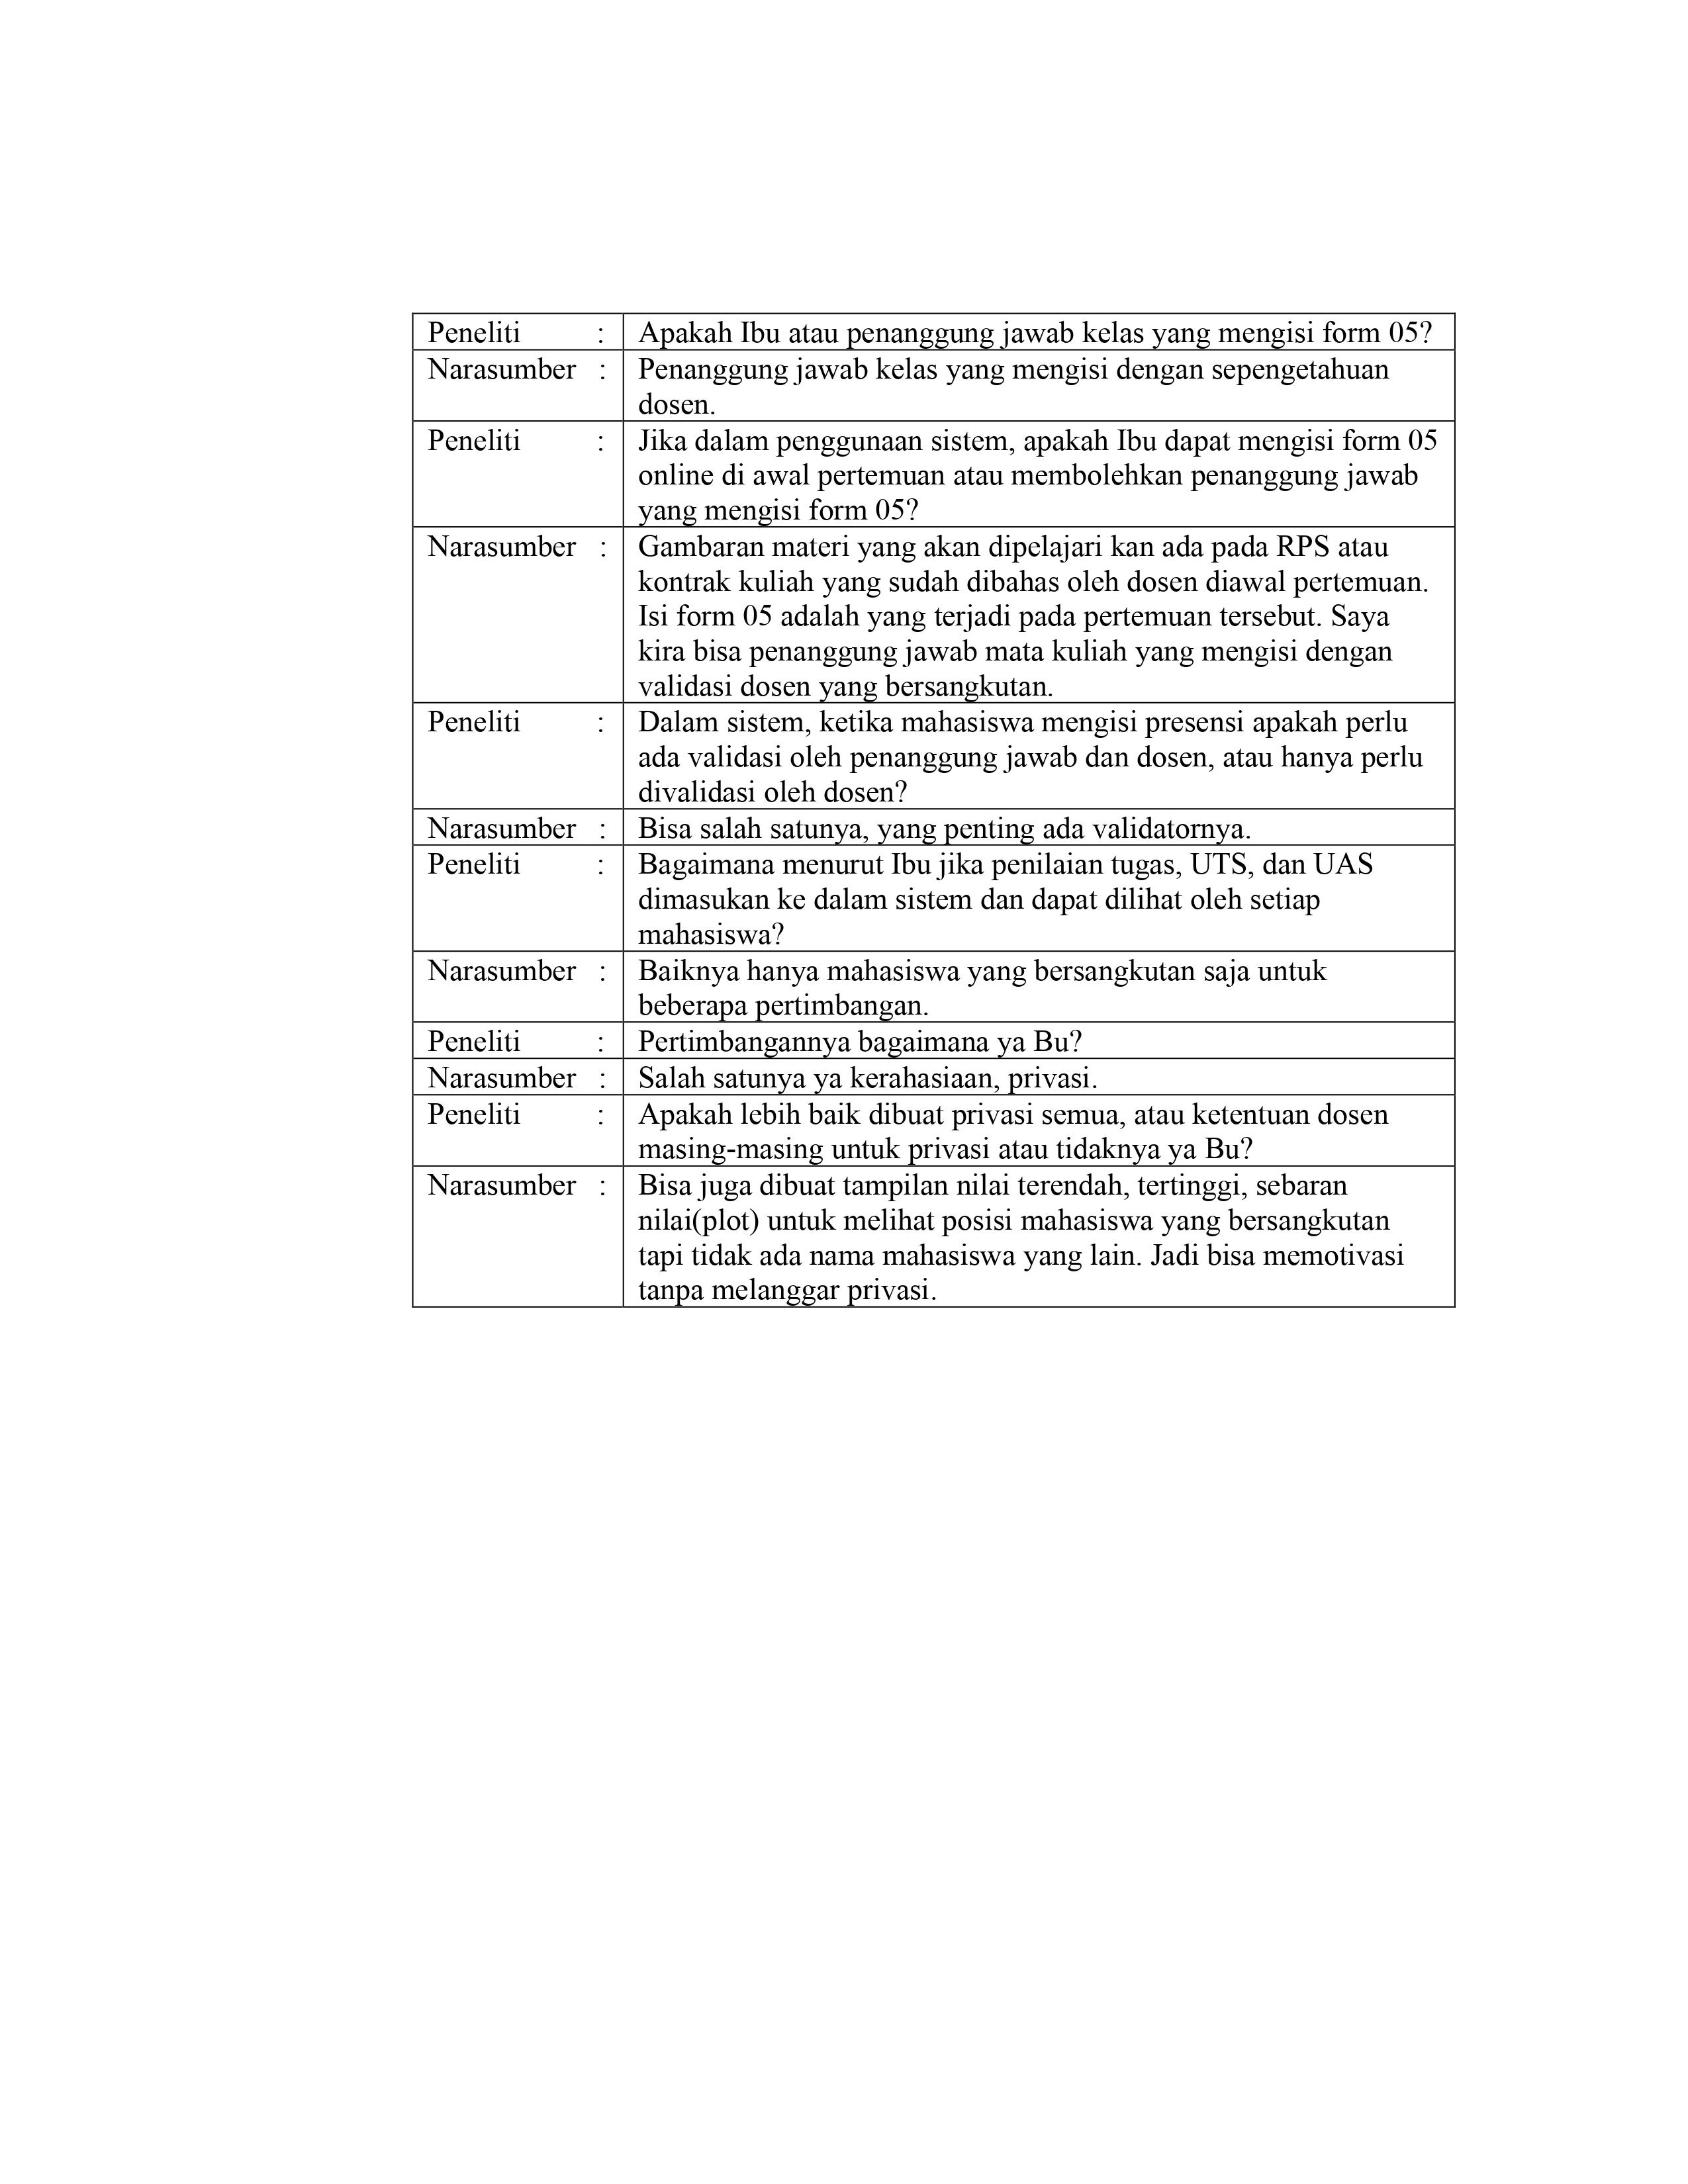 Peneliti : Apakah Ibu atau penanggung jawab kelas yang mengisi form 05?
Narasumber : Penanggung jawab kelas yang mengisi dengan sepengetahuan
dosen.
Peneliti : Jika dalam penggunaan sistem, apakah Ibu dapat mengisi form 05
online di awal pertemuan atau membolehkan penanggung jawab
yang mengisi form 05?
Narasumber : Gambaran materi yang akan dipelajari kan ada pada RPS atau
kontrak kuliah yang sudah dibahas oleh dosen diawal pertemuan.
Isi form 05 adalah yang terjadi pada pertemuan tersebut. Saya
kira bisa penanggung jawab mata kuliah yang mengisi dengan
validasi dosen yang bersangkutan.
Peneliti : Dalam sistem, ketika mahasiswa mengisi presensi apakah perlu
ada validasi oleh penanggung jawab dan dosen, atau hanya perlu
divalidasi oleh dosen?
Narasumber : Bisa salah satunya, yang penting ada validatornya.
Peneliti : Bagaimana menurut Ibu jika penilaian tugas, UTS, dan UAS
dimasukan ke dalam sistem dan dapat dilihat oleh setiap
mahasiswa?
Narasumber : Baiknya hanya mahasiswa yang bersangkutan saja untuk
beberapa pertimbangan.
Peneliti : Pertimbangannya bagaimana ya Bu?
Narasumber : Salah satunya ya kerahasiaan, privasi.
Peneliti : Apakah lebih baik dibuat privasi semua, atau ketentuan dosen
masing-masing untuk privasi atau tidaknya ya Bu?
Narasumber : Bisa juga dibuat tampilan nilai terendah, tertinggi, sebaran
nilai(plot) untuk melihat posisi mahasiswa yang bersangkutan
tapi tidak ada nama mahasiswa yang lain. Jadi bisa memotivasi
tanpa melanggar privasi.